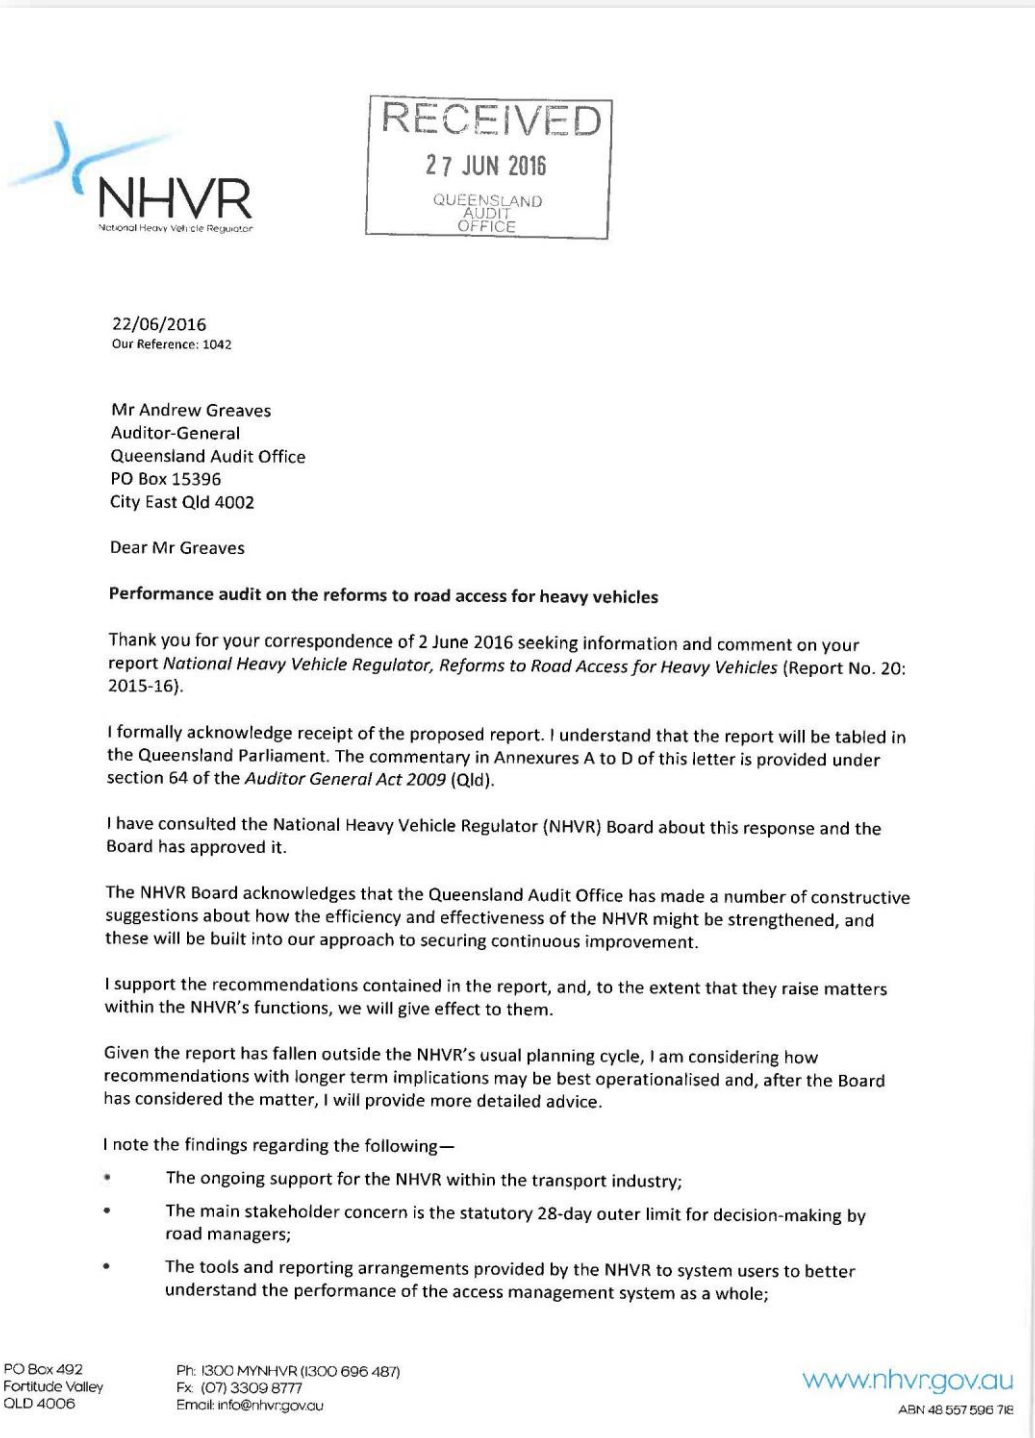 RECEIVED
27 JUN 2016
QUEENSLAND
AUDIT
OFFICE
NHVR
National Heavy Vehicle Regulator
22/06/2016
Our Reference: 1042
Mr Andrew Greaves
Auditor-General
Queensland Audit Office
PO Box 15396
City East Qld 4002
Dear Mr Greaves
Performance audit on the reforms to road access for heavy vehicles
Thank you for your correspondence of 2 June 2016 seeking information and comment on your
report National Heavy Vehicle Regulator, Reforms to Road Access for Heavy Vehicles (Report No. 20:
2015-16).
I formally acknowledge receipt of the proposed report. I understand that the report will be tabled in
the Queensland Parliament. The commentary in Annexures A to D of this letter is provided under
section 64 of the Auditor General Act 2009 (Qld).
I have consulted the National Heavy Vehicle Regulator (NHVR) Board about this response and the
Board has approved it.
The NHVR Board acknowledges that the Queensland Audit Office has made a number of constructive
suggestions about how the efficiency and effectiveness of the NHVR might be strengthened, and
these will be built into our approach to securing continuous improvement.
I support the recommendations contained in the report, and, to the extent that they raise matters
within the NHVR's functions, we will give effect to them.
Given the report has fallen outside the NHVR's usual planning cycle, I am considering how
recommendations with longer term implications may be best operationalised and, after the Board
has considered the matter, I will provide more detailed advice.
I note the findings regarding the following—
• The ongoing support for the NHVR within the transport industry;
• The main stakeholder concern is the statutory 28-day outer limit for decision-making by
road managers;
• The tools and reporting arrangements provided by the NHVR to system users to better
understand the performance of the access management system as a whole;
PO Box 492
Fortitude Valley
QLD 4006
Ph: 1300 MYNHVR (1300 696 487)
Fx: (07) 3309 8777
Email: info@nhvr.gov.au
www.nhvr.gov.au
ABN 48 557 596 718